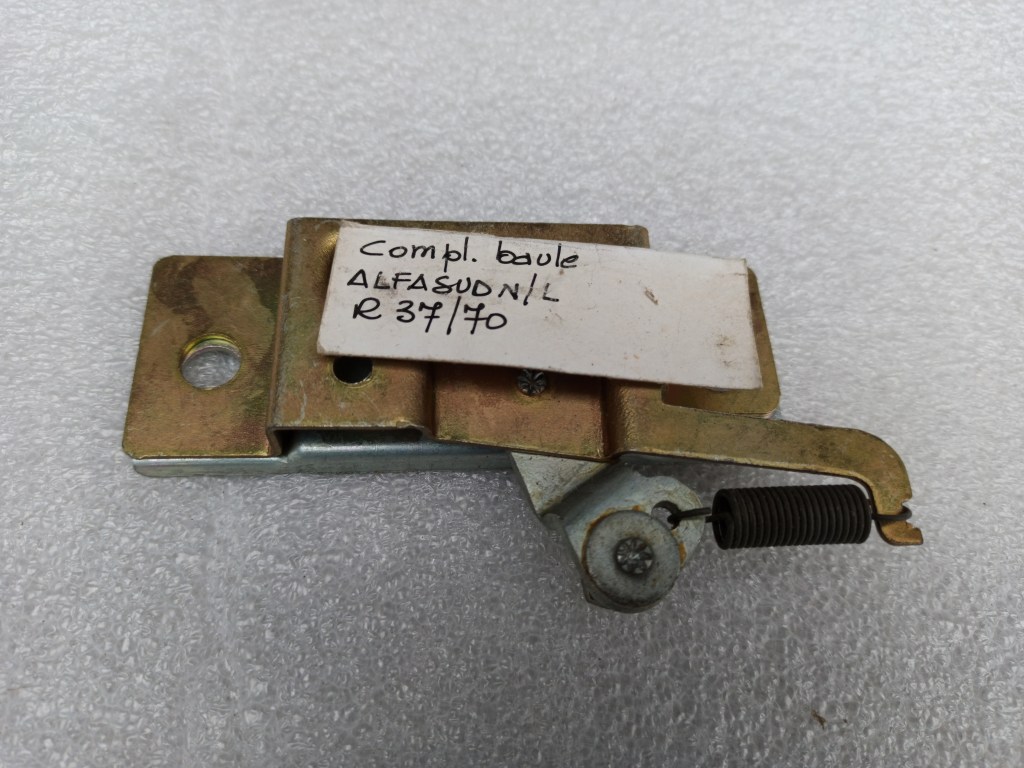 Compl. baule
ALFASUD N/L
R 37/70